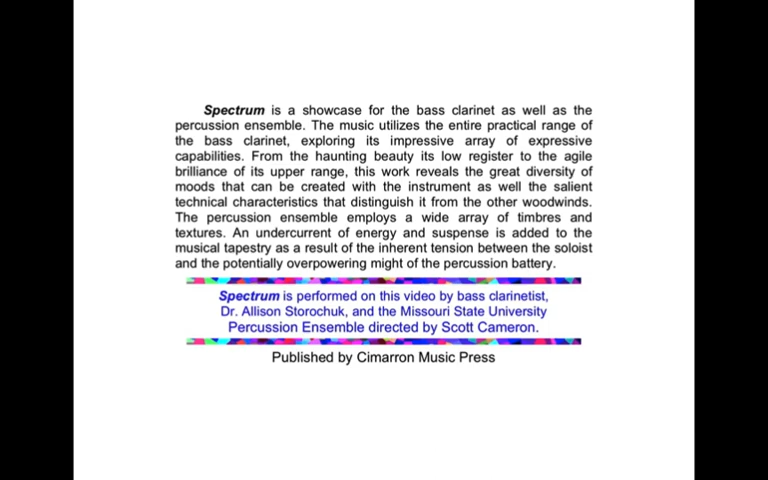 Spectrum is a showcase for the bass clarinet as well as the
percussion ensemble. The music utilizes the entire practical range of
the bass clarinet, exploring its impressive array of expressive
capabilities. From the haunting beauty its low register to the agile
brilliance of its upper range, this work reveals the great diversity of
moods that can be created with the instrument as well the salient
technical characteristics that distinguish it from the other woodwinds.
The percussion ensemble employs a wide array of timbres and
textures. An undercurrent of energy and suspense is added to the
musical tapestry as a result of the inherent tension between the soloist
and the potentially overpowering might of the percussion battery.
Spectrum is performed on this video by bass clarinetist,
Dr. Allison Storochuk, and the Missouri State University
Percussion Ensemble directed by Scott Cameron.
Published by Cimarron Music Press